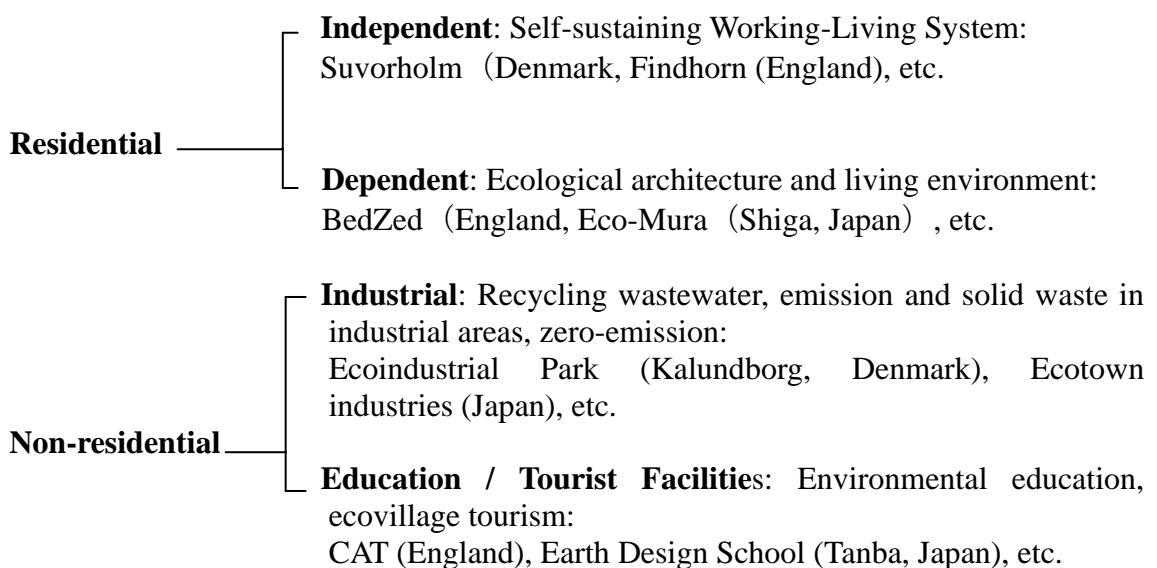 Independent: Self-sustaining Working-Living System:
Suvorholm（Denmark, Findhorn (England), etc.
Residential
Dependent: Ecological architecture and living environment:
BedZed（England, Eco-Mura（Shiga, Japan）, etc.
Industrial: Recycling wastewater, emission and solid waste in
industrial areas, zero-emission:
Ecoindustrial Park (Kalundborg, Denmark), Ecotown
industries (Japan), etc.
Non-residential
Education / Tourist Facilities: Environmental education,
ecovillage tourism:
CAT (England), Earth Design School (Tanba, Japan), etc.